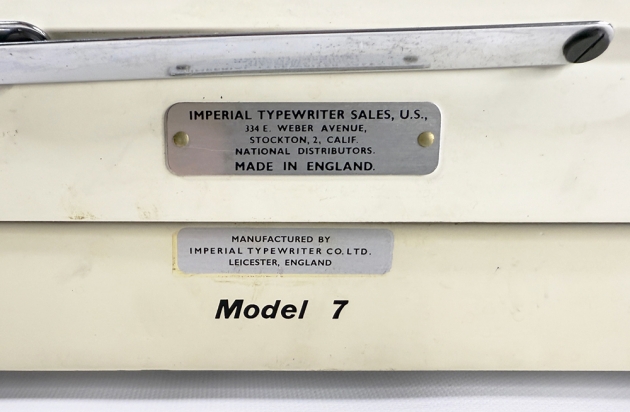 IMPERIAL TYPEWRITER SALES, U.S.,
334 E. WEBER AVENUE,
STOCKTON, 2, CALIF.
NATIONAL DISTRIBUTORS.
MADE IN ENGLAND.
MANUFACTURED BY
IMPERIAL TYPEWRITER CO. LTD.
LEICESTER, ENGLAND
Model 7